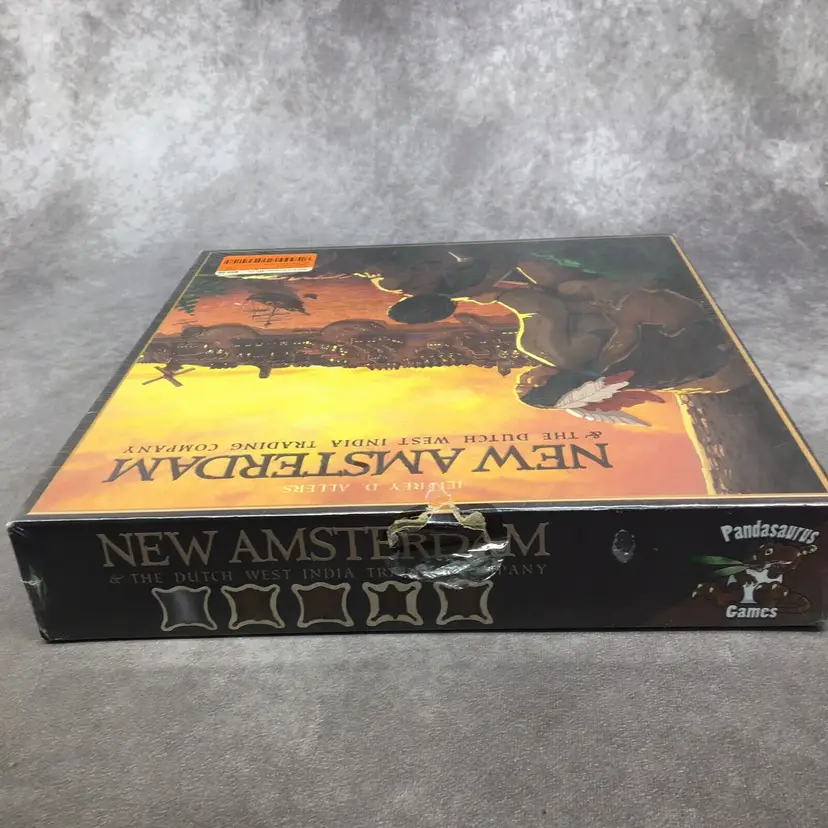 JEFFREY D. ALLERS
NEW AMSTERDAM
& THE DUTCH WEST INDIA TRADING COMPANY
NEW AMSTERDAM
& THE DUTCH WEST INDIA TRADING COMPANY
Pandasaurus
Games